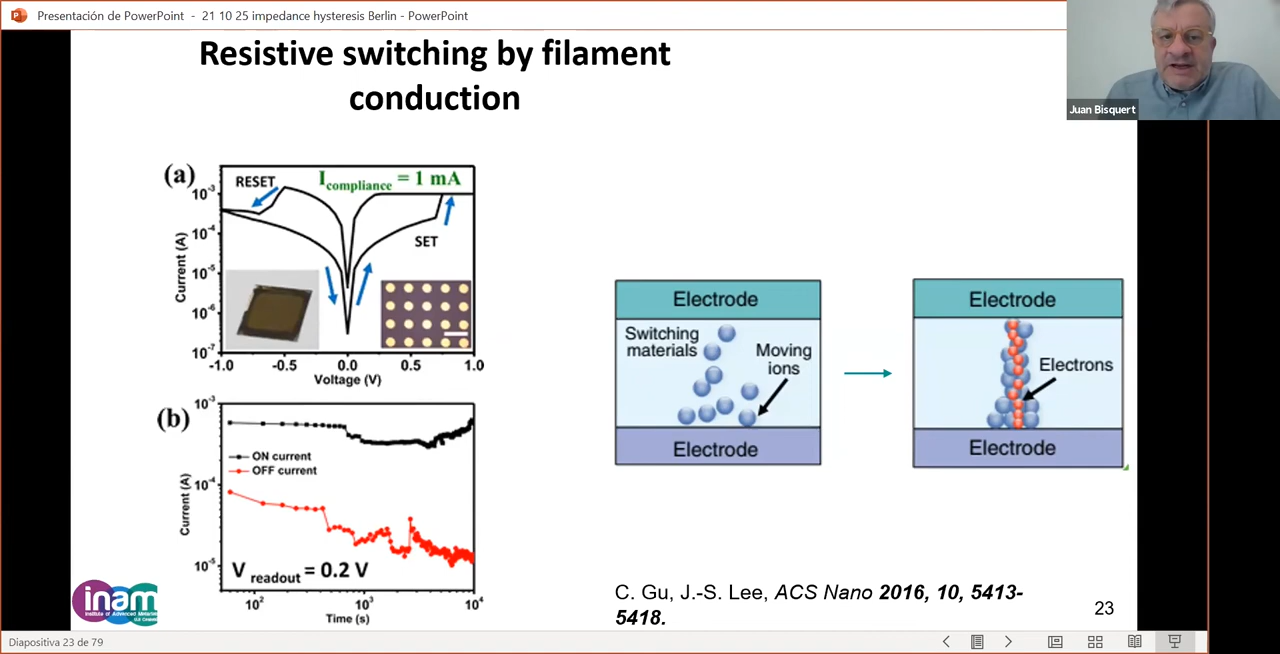 Presentación de PowerPoint - 21 10 25 impedance hysteresis Berlin - PowerPoint
Juan Bisquert
Resistive switching by filament
conduction
(a)
RESET
Icompliance = 1 mA
SET
Current (A)
10-3
10-4
10-5
10-6
10-7
-1.0 -0.5 0.0 0.5 1.0
Voltage (V)
(b)
10-3
10-4
10-5
Current (A)
ON current
OFF current
V readout = 0.2 V
102 103 104
Time (s)
Electrode
Switching
materials
Moving
ions
Electrode
Electrode
Electrons
Electrode
inam
Institute of Advanced Materials
C. Gu, J.-S. Lee, ACS Nano 2016, 10, 5413-
5418.
23
Diapositiva 23 de 79